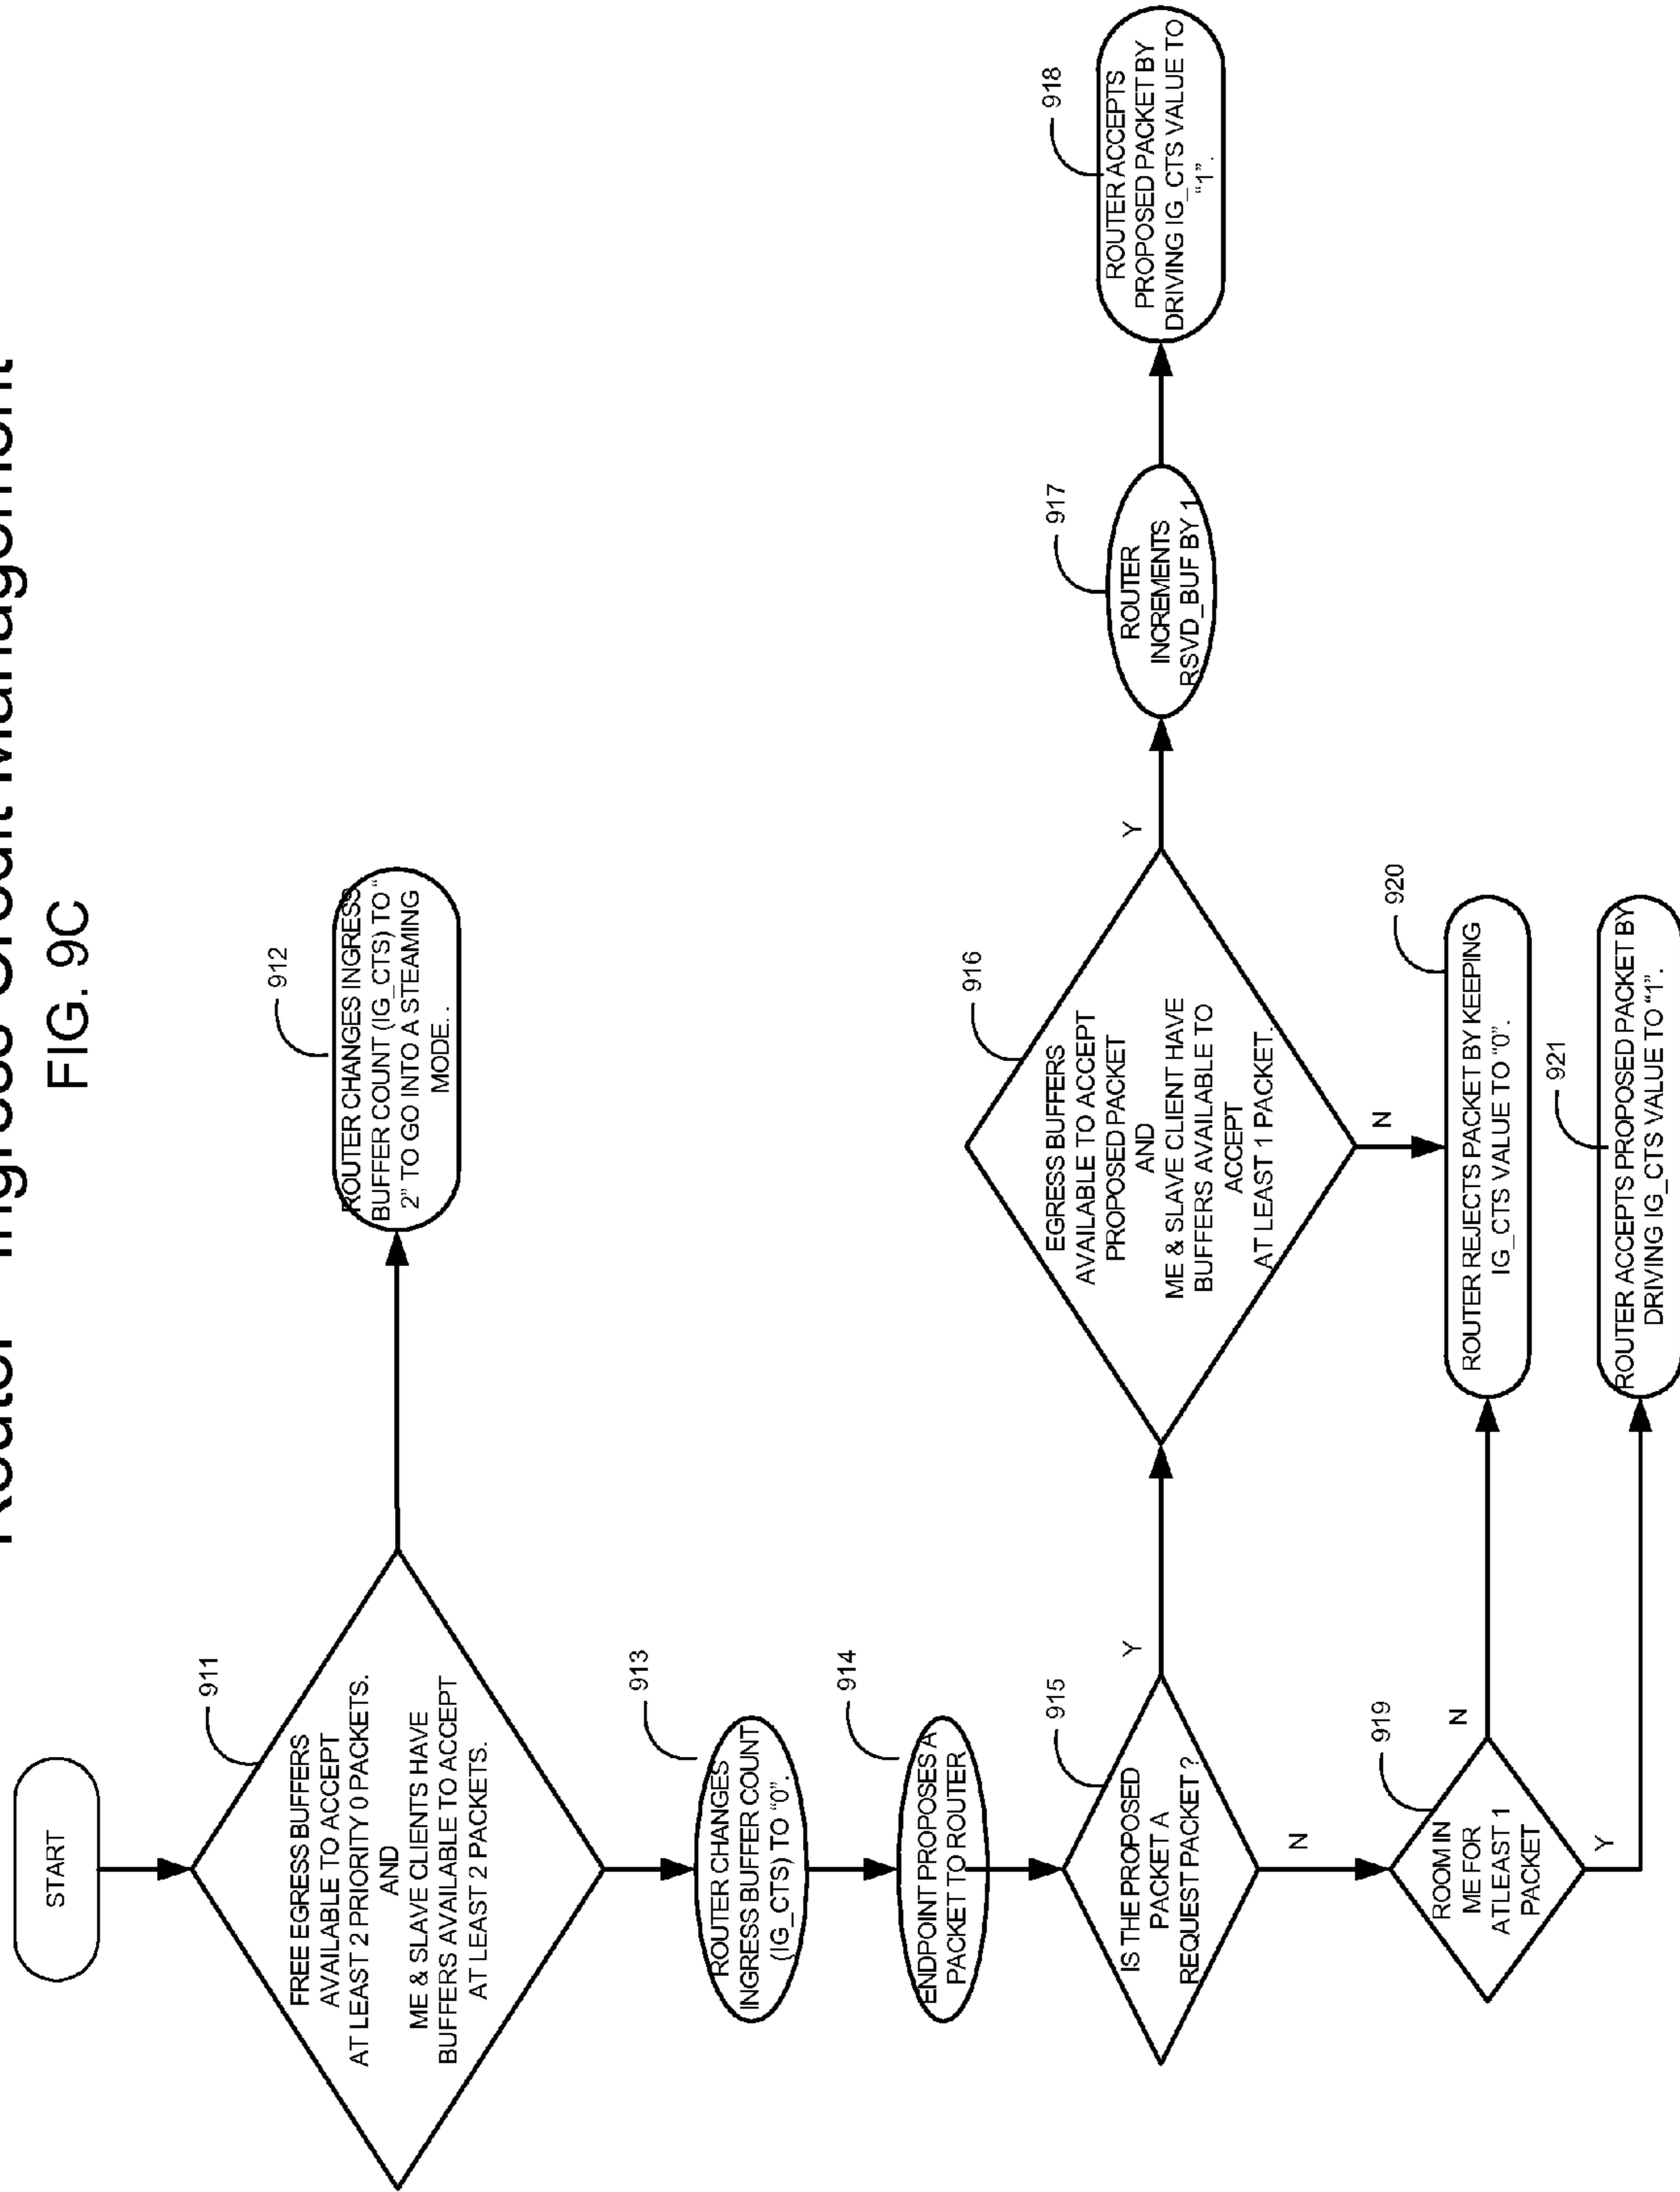 Router - Ingress Credit Management
FIG. 9C
START
911
FREE EGRESS BUFFERS
AVAILABLE TO ACCEPT
AT LEAST 2 PRIORITY 0 PACKETS.
AND
ME & SLAVE CLIENTS HAVE
BUFFERS AVAILABLE TO ACCEPT
AT LEAST 2 PACKETS.
912
ROUTER CHANGES INGRESS
BUFFER COUNT (IG_CTS) TO “
2” TO GO INTO A STEAMING
MODE. .
913
ROUTER CHANGES
INGRESS BUFFER COUNT
(IG_CTS) TO “0”.
914
ENDPOINT PROPOSES A
PACKET TO ROUTER
915
IS THE PROPOSED
PACKET A
REQUEST PACKET ?
Y
N
916
EGRESS BUFFERS
AVAILABLE TO ACCEPT
PROPOSED PACKET
AND
ME & SLAVE CLIENT HAVE
BUFFERS AVAILABLE TO
ACCEPT
AT LEAST 1 PACKET.
Y
N
917
ROUTER
INCREMENTS
RSVD_BUF BY 1
918
ROUTER ACCEPTS
PROPOSED PACKET BY
DRIVING IG_CTS VALUE TO
“1”.
919
ROOM IN
ME FOR
ATLEAST 1
PACKET
N
Y
920
ROUTER REJECTS PACKET BY KEEPING
IG_CTS VALUE TO “0”.
921
ROUTER ACCEPTS PROPOSED PACKET BY
DRIVING IG_CTS VALUE TO “1”.